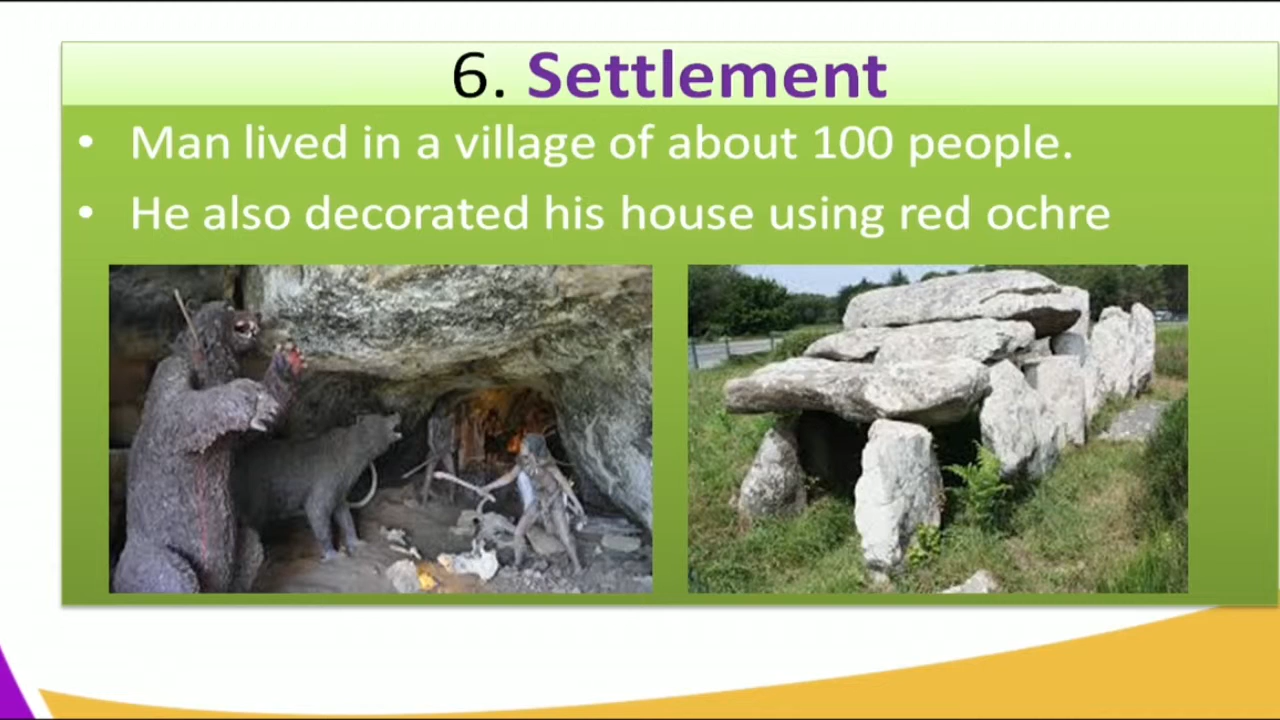 6. Settlement
• Man lived in a village of about 100 people.
• He also decorated his house using red ochre